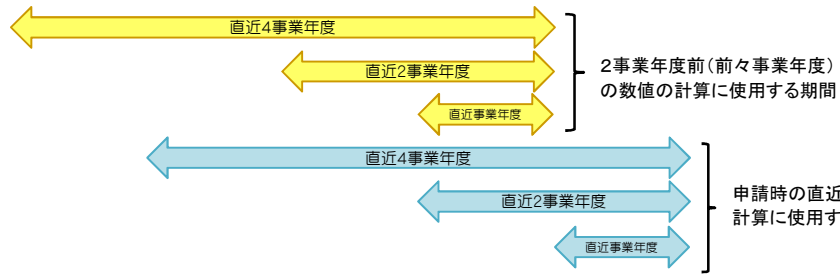 直近4事業年度
直近2事業年度
直近事業年度
2事業年度前(前々事業年度)
の数値の計算に使用する期間
直近4事業年度
直近2事業年度
直近事業年度
申請時の直近
計算に使用す